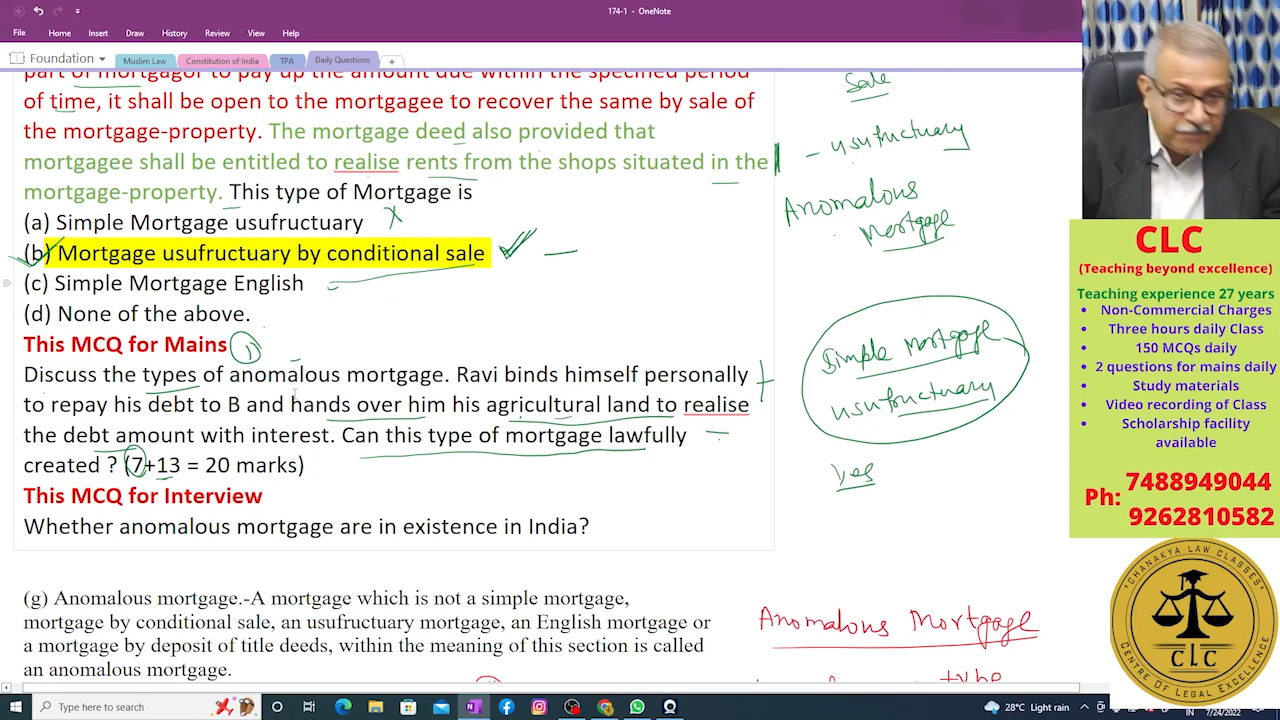 174-1 - OneNote
File Home Insert Draw History Review View Help
Foundation Muslim Law Constitution of India TPA Daily Questions
part of mortgagor to pay up the amount due within the specified period
of time, it shall be open to the mortgagee to recover the same by sale of
the mortgage-property. The mortgage deed also provided that
mortgagee shall be entitled to realise rents from the shops situated in the
mortgage-property. This type of Mortgage is
(a) Simple Mortgage usufructuary
(b) Mortgage usufructuary by conditional sale
(c) Simple Mortgage English
(d) None of the above.
This MCQ for Mains
Discuss the types of anomalous mortgage. Ravi binds himself personally
to repay his debt to B and hands over him his agricultural land to realise
the debt amount with interest. Can this type of mortgage lawfully
created ? (7+13 = 20 marks)
This MCQ for Interview
Whether anomalous mortgage are in existence in India?
(g) Anomalous mortgage.-A mortgage which is not a simple mortgage,
mortgage by conditional sale, an usufructuary mortgage, an English mortgage or
a mortgage by deposit of title deeds, within the meaning of this section is called
an anomalous mortgage.
Sale
- usufructuary
Anomalous
Mortgage
Simple Mortgage
usufructuary
yes
Anomalous Mortgage
type
CLC
(Teaching beyond excellence)
Teaching experience 27 years
Non-Commercial Charges
Three hours daily Class
150 MCQs daily
2 questions for mains daily
Study materials
Video recording of Class
Scholarship facility
available
Ph: 7488949044
9262810582
"CHANAKYA LAW CLASSES"
CLC
CENTRE OF LEGAL EXCELLENCE
Type here to search
28°C Light rain
IN
7/24/2022